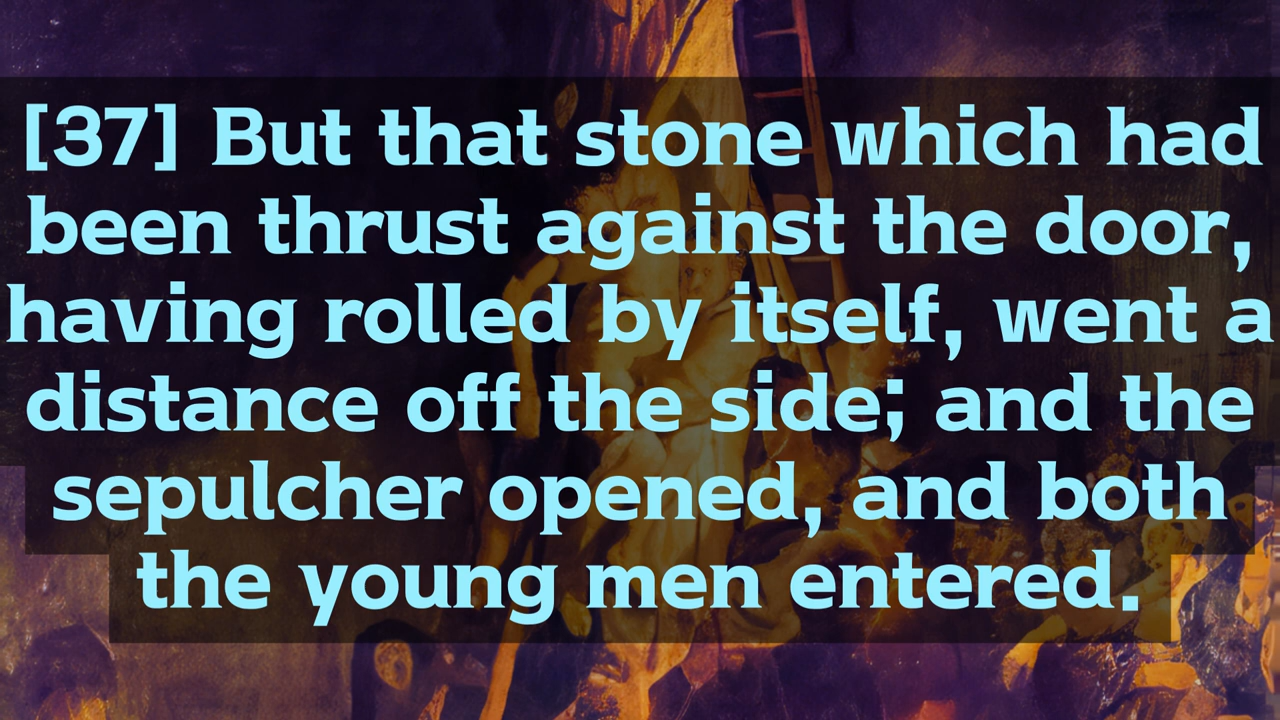 [37] But that stone which had
been thrust against the door,
having rolled by itself, went a
distance off the side; and the
sepulcher opened, and both
the young men entered.